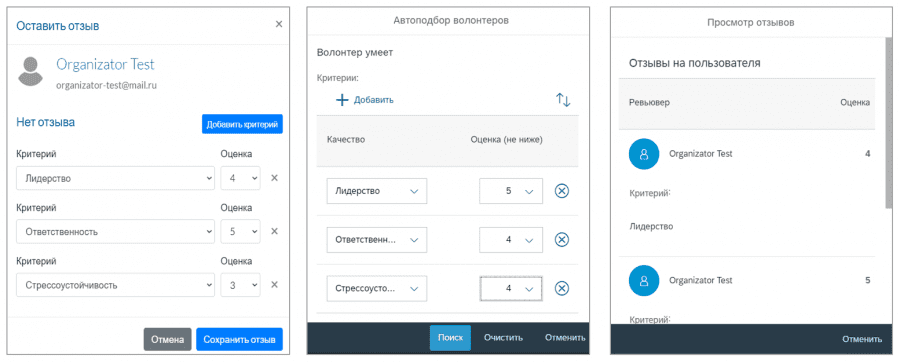 Оставить отзыв ×
Organizator Test
organizator-test@mail.ru
Нет отзыва Добавить критерий
Критерий Оценка
Лидерство 4 ×
Критерий Оценка
Ответственность 5 ×
Критерий Оценка
Стрессоустойчивость 3 ×
Отмена Сохранить отзыв
Автоподбор волонтеров
Волонтер умеет
Критерии:
+ Добавить
Качество Оценка (не ниже)
Лидерство 5
Ответственн... 4
Стрессоусто... 4
Поиск Очистить Отменить
Просмотр отзывов
Отзывы на пользователя
Ревьювер Оценка
Organizator Test 4
Критерий:
Лидерство
Organizator Test 5
Критерий:
Отменить